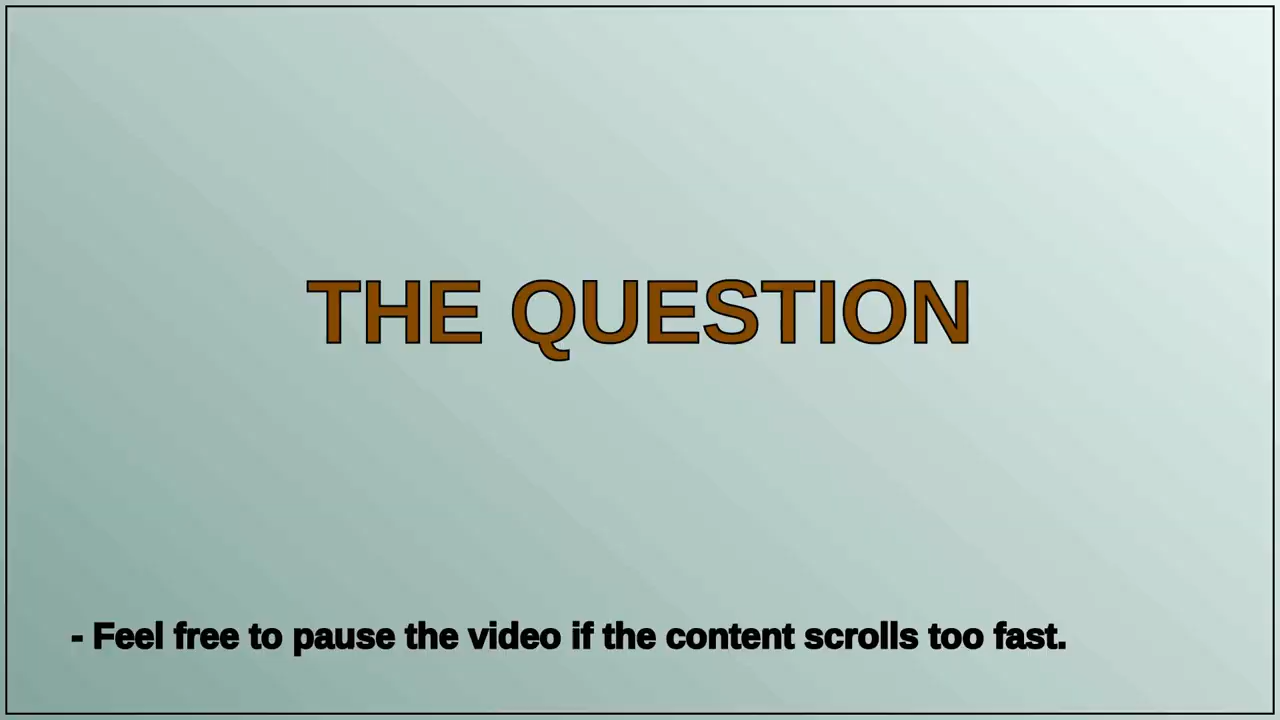 THE QUESTION
- Feel free to pause the video if the content scrolls too fast.